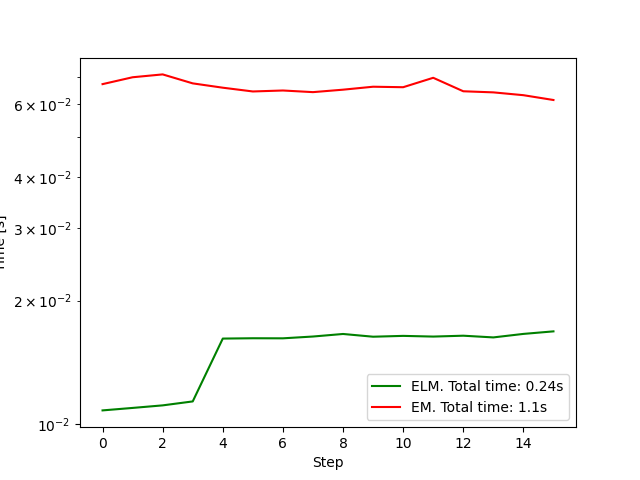 6 × 10⁻²
4 × 10⁻²
3 × 10⁻²
2 × 10⁻²
10⁻²
ELM. Total time: 0.24s
EM. Total time: 1.1s
0 2 4 6 8 10 12 14
Step